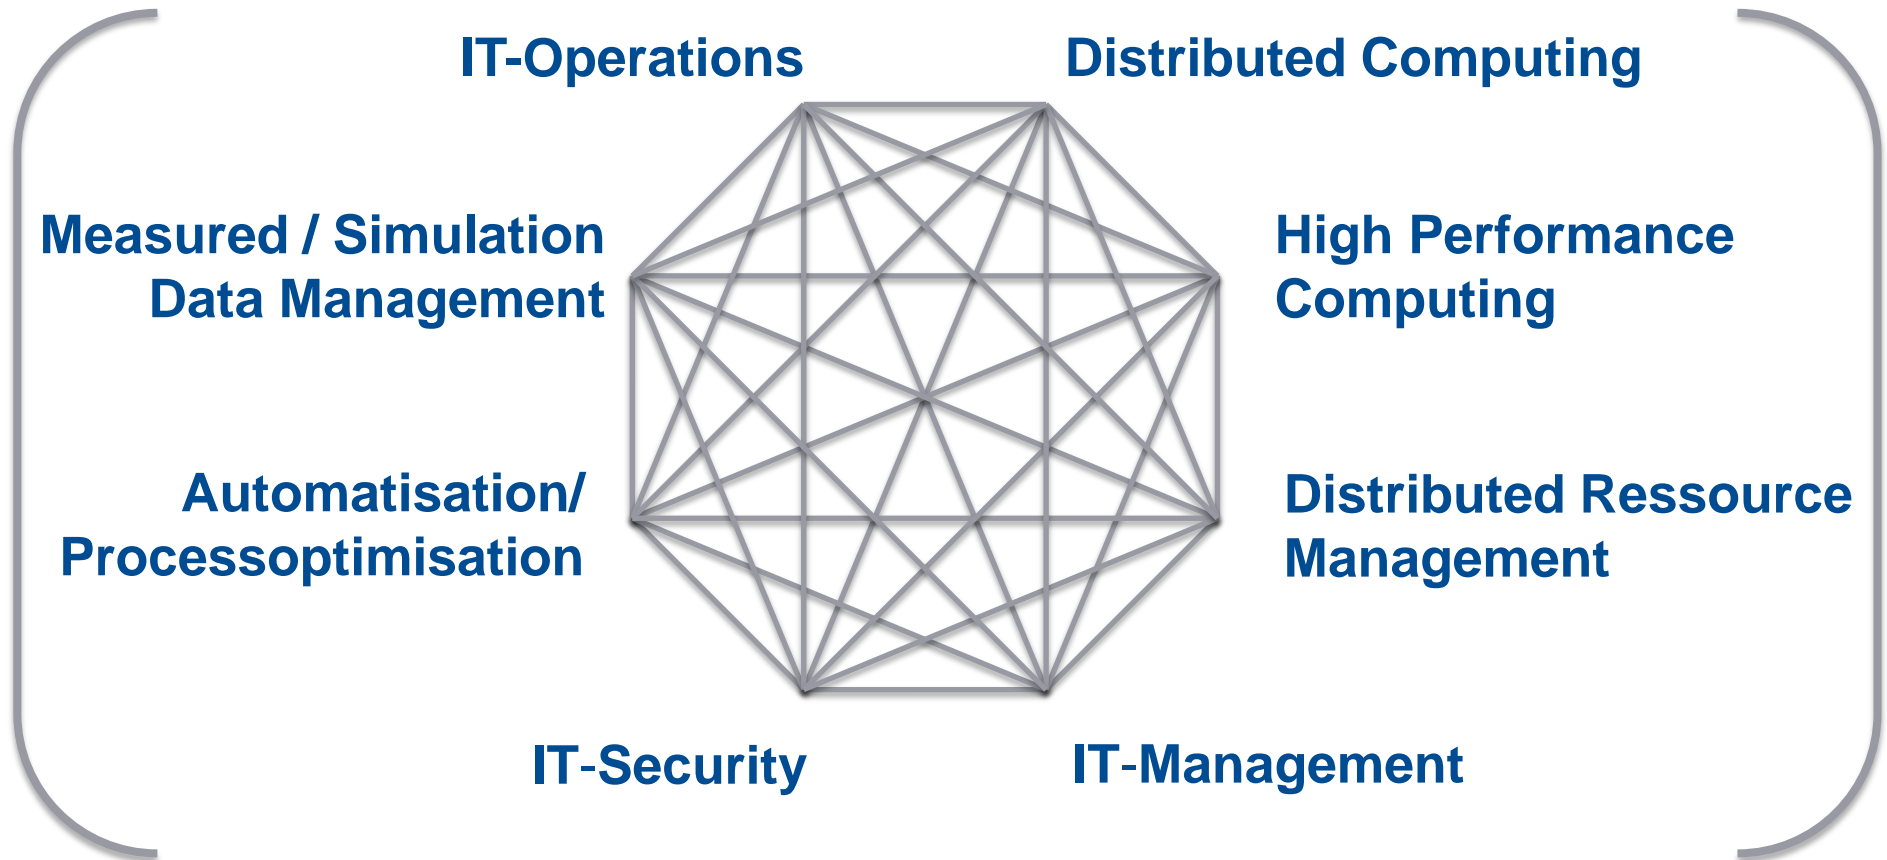 IT-Operations
Distributed Computing
Measured / Simulation
Data Management
High Performance
Computing
Automatisation/
Processoptimisation
Distributed Ressource
Management
IT-Security
IT-Management